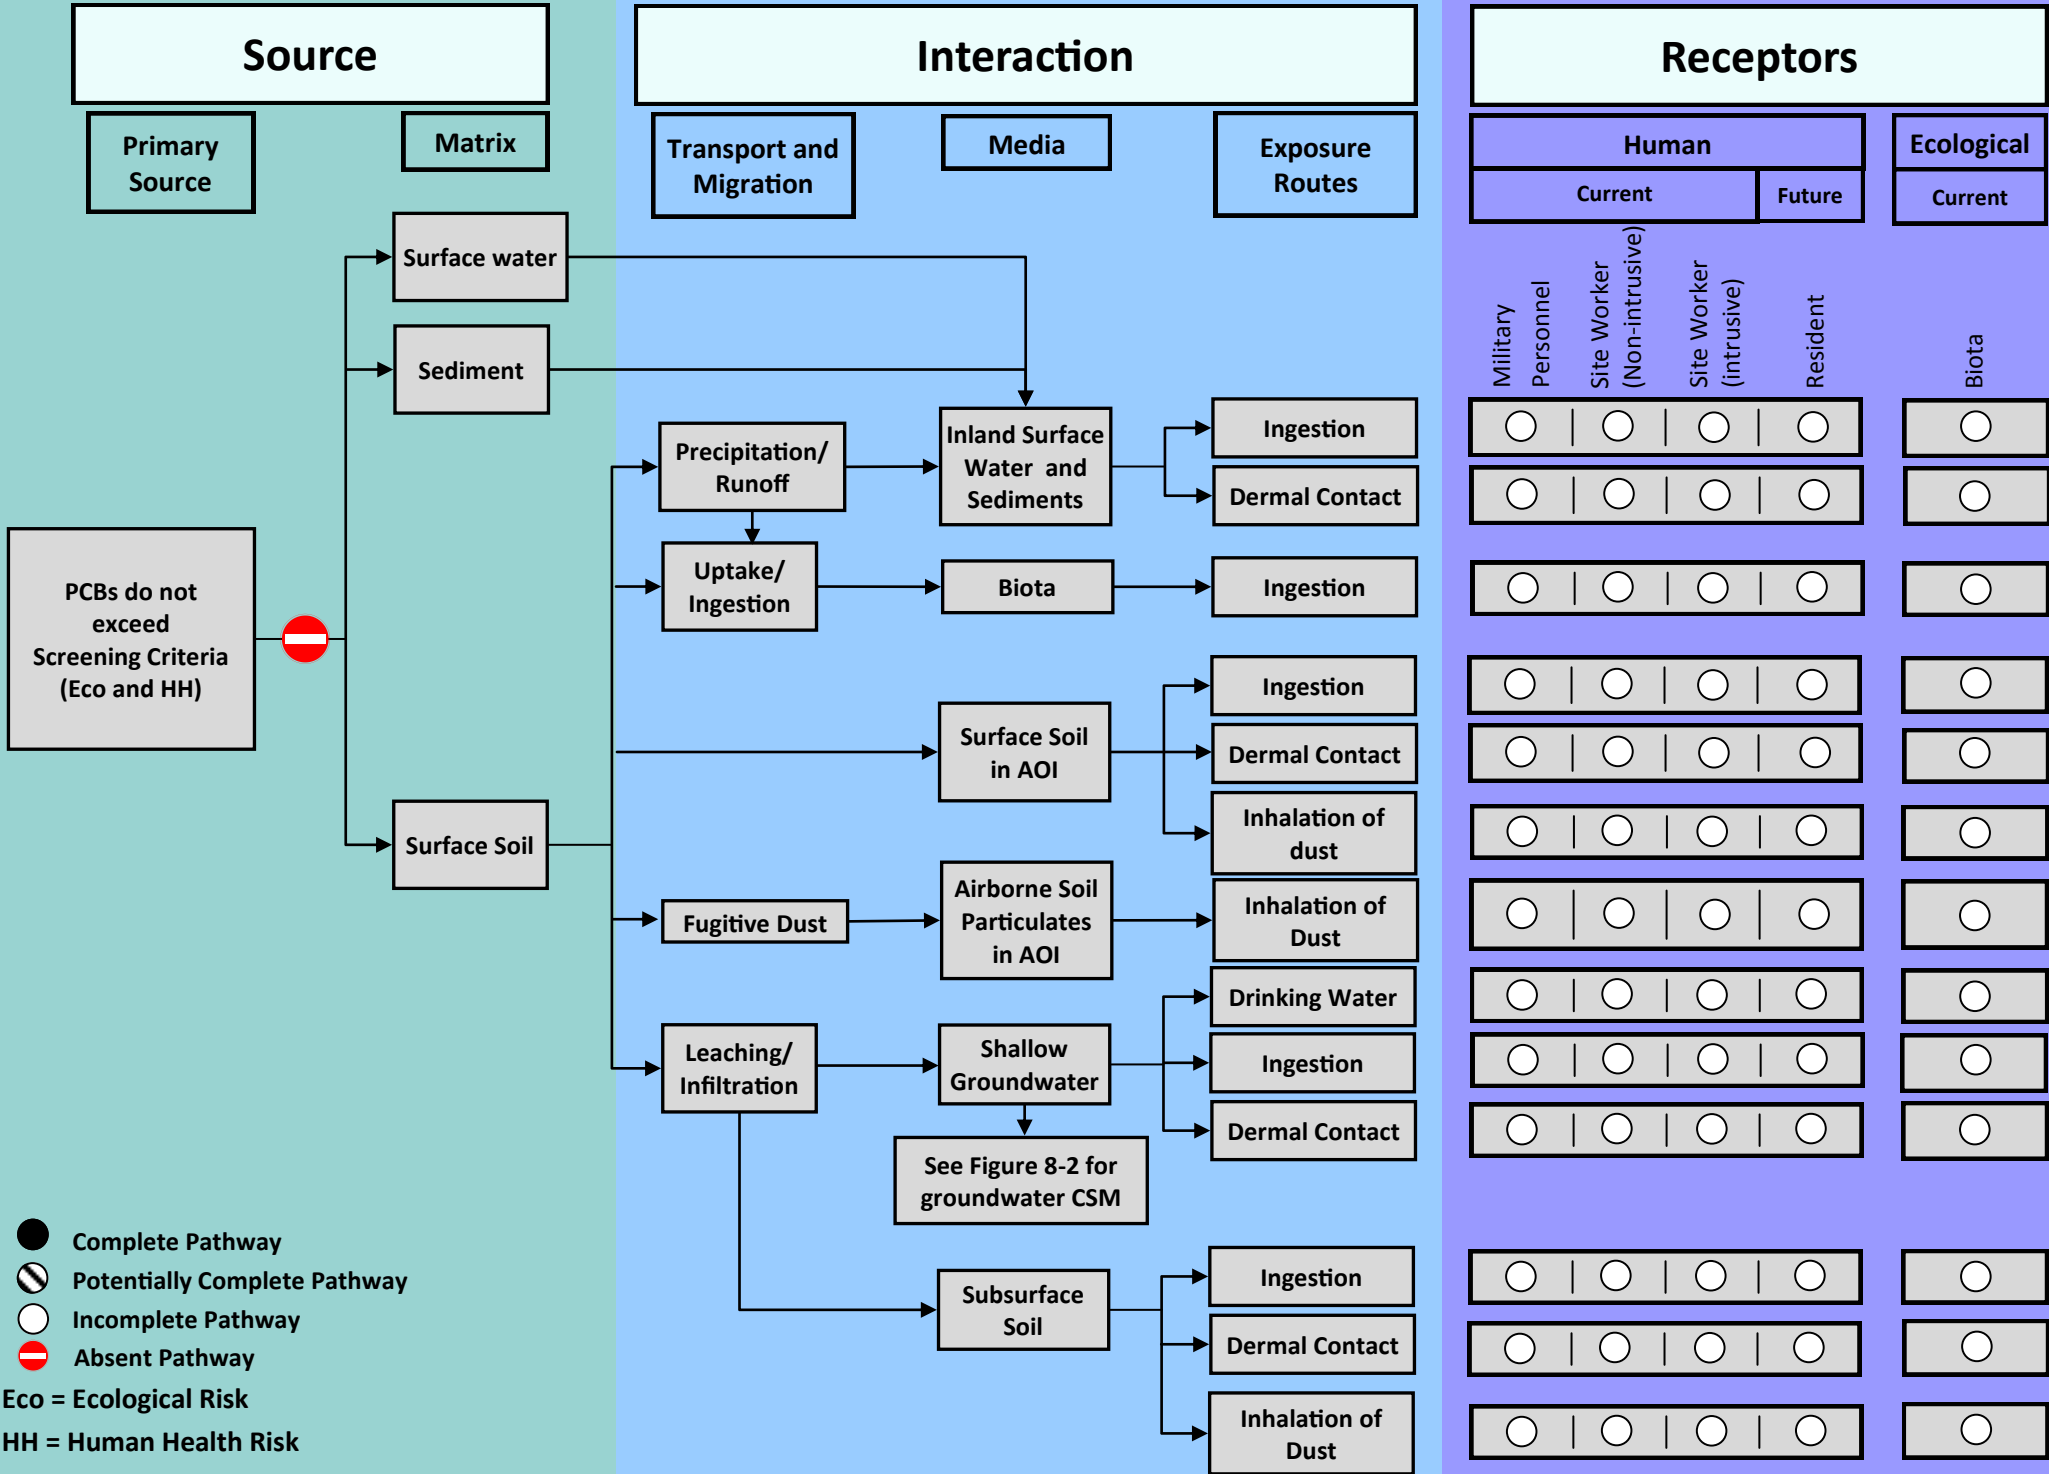 Source
Interaction
Receptors
Primary
Source
Matrix
Transport and
Migration
Media
Exposure
Routes
Human
Ecological
Current
Future
Current
Military
Personnel
Site Worker
(Non-intrusive)
Site Worker
(intrusive)
Resident
Biota
Surface water
Sediment
Surface Soil
PCBs do not
exceed
Screening Criteria
(Eco and HH)
Precipitation/
Runoff
Inland Surface
Water and
Sediments
Ingestion
Dermal Contact
Uptake/
Ingestion
Biota
Ingestion
Surface Soil
in AOI
Ingestion
Dermal Contact
Inhalation of
dust
Fugitive Dust
Airborne Soil
Particulates
in AOI
Inhalation of
Dust
Leaching/
Infiltration
Shallow
Groundwater
Drinking Water
Ingestion
Dermal Contact
See Figure 8-2 for
groundwater CSM
Subsurface
Soil
Ingestion
Dermal Contact
Inhalation of
Dust
Complete Pathway
Potentially Complete Pathway
Incomplete Pathway
Absent Pathway
Eco = Ecological Risk
HH = Human Health Risk